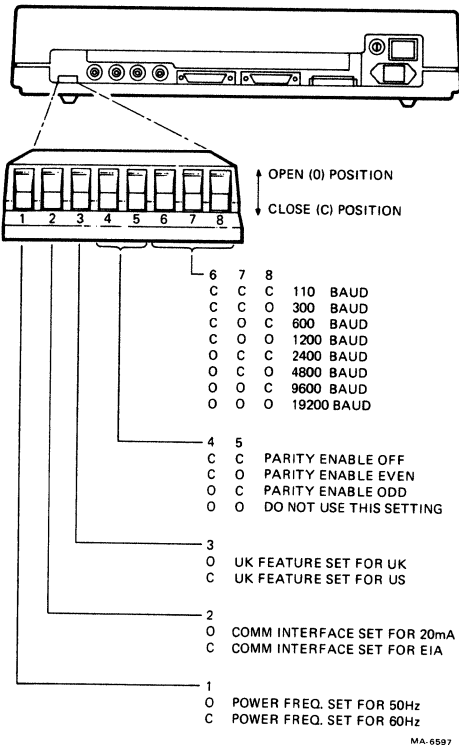 OPEN (0) POSITION
CLOSE (C) POSITION
1 2 3 4 5 6 7 8
6 7 8
C C C 110 BAUD
C C O 300 BAUD
C O C 600 BAUD
C O O 1200 BAUD
O C C 2400 BAUD
O C O 4800 BAUD
O O C 9600 BAUD
O O O 19200 BAUD
4 5
C C PARITY ENABLE OFF
C O PARITY ENABLE EVEN
O C PARITY ENABLE ODD
O O DO NOT USE THIS SETTING
3
O UK FEATURE SET FOR UK
C UK FEATURE SET FOR US
2
O COMM INTERFACE SET FOR 20mA
C COMM INTERFACE SET FOR EIA
1
O POWER FREQ. SET FOR 50Hz
C POWER FREQ. SET FOR 60Hz
MA-6597